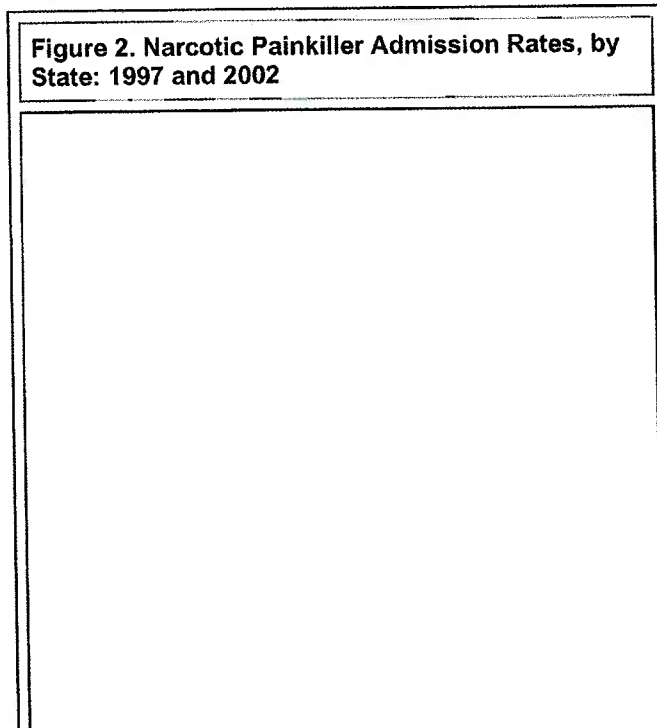 Figure 2. Narcotic Painkiller Admission Rates, by
State: 1997 and 2002